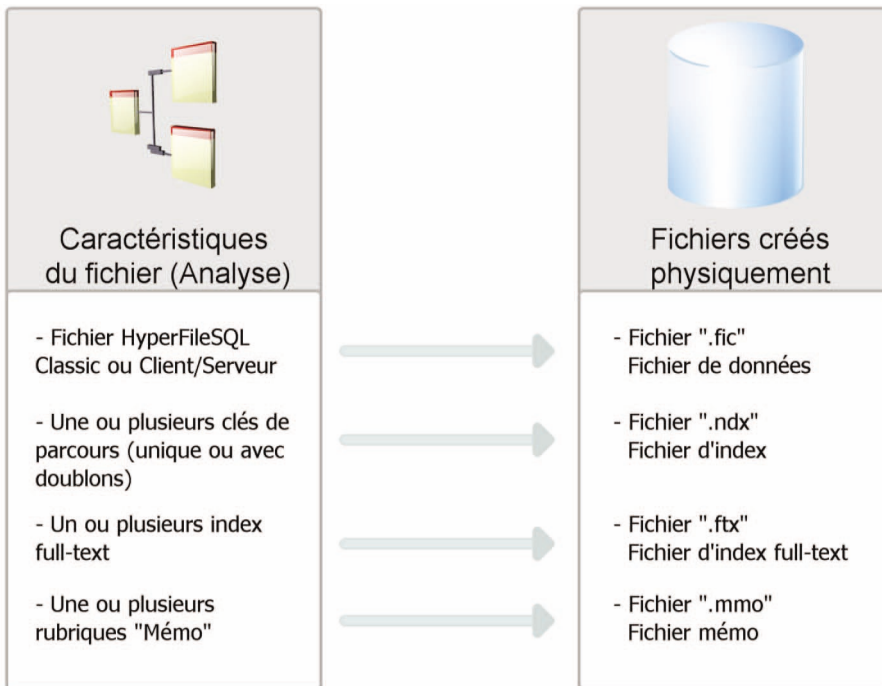 Caractéristiques
du fichier (Analyse)
- Fichier HyperFileSQL
Classic ou Client/Serveur
- Une ou plusieurs clés de
parcours (unique ou avec
doublons)
- Un ou plusieurs index
full-text
- Une ou plusieurs
rubriques "Mémo"
Fichiers créés
physiquement
- Fichier ".fic"
Fichier de données
- Fichier ".ndx"
Fichier d'index
- Fichier ".ftx"
Fichier d'index full-text
- Fichier ".mmo"
Fichier mémo